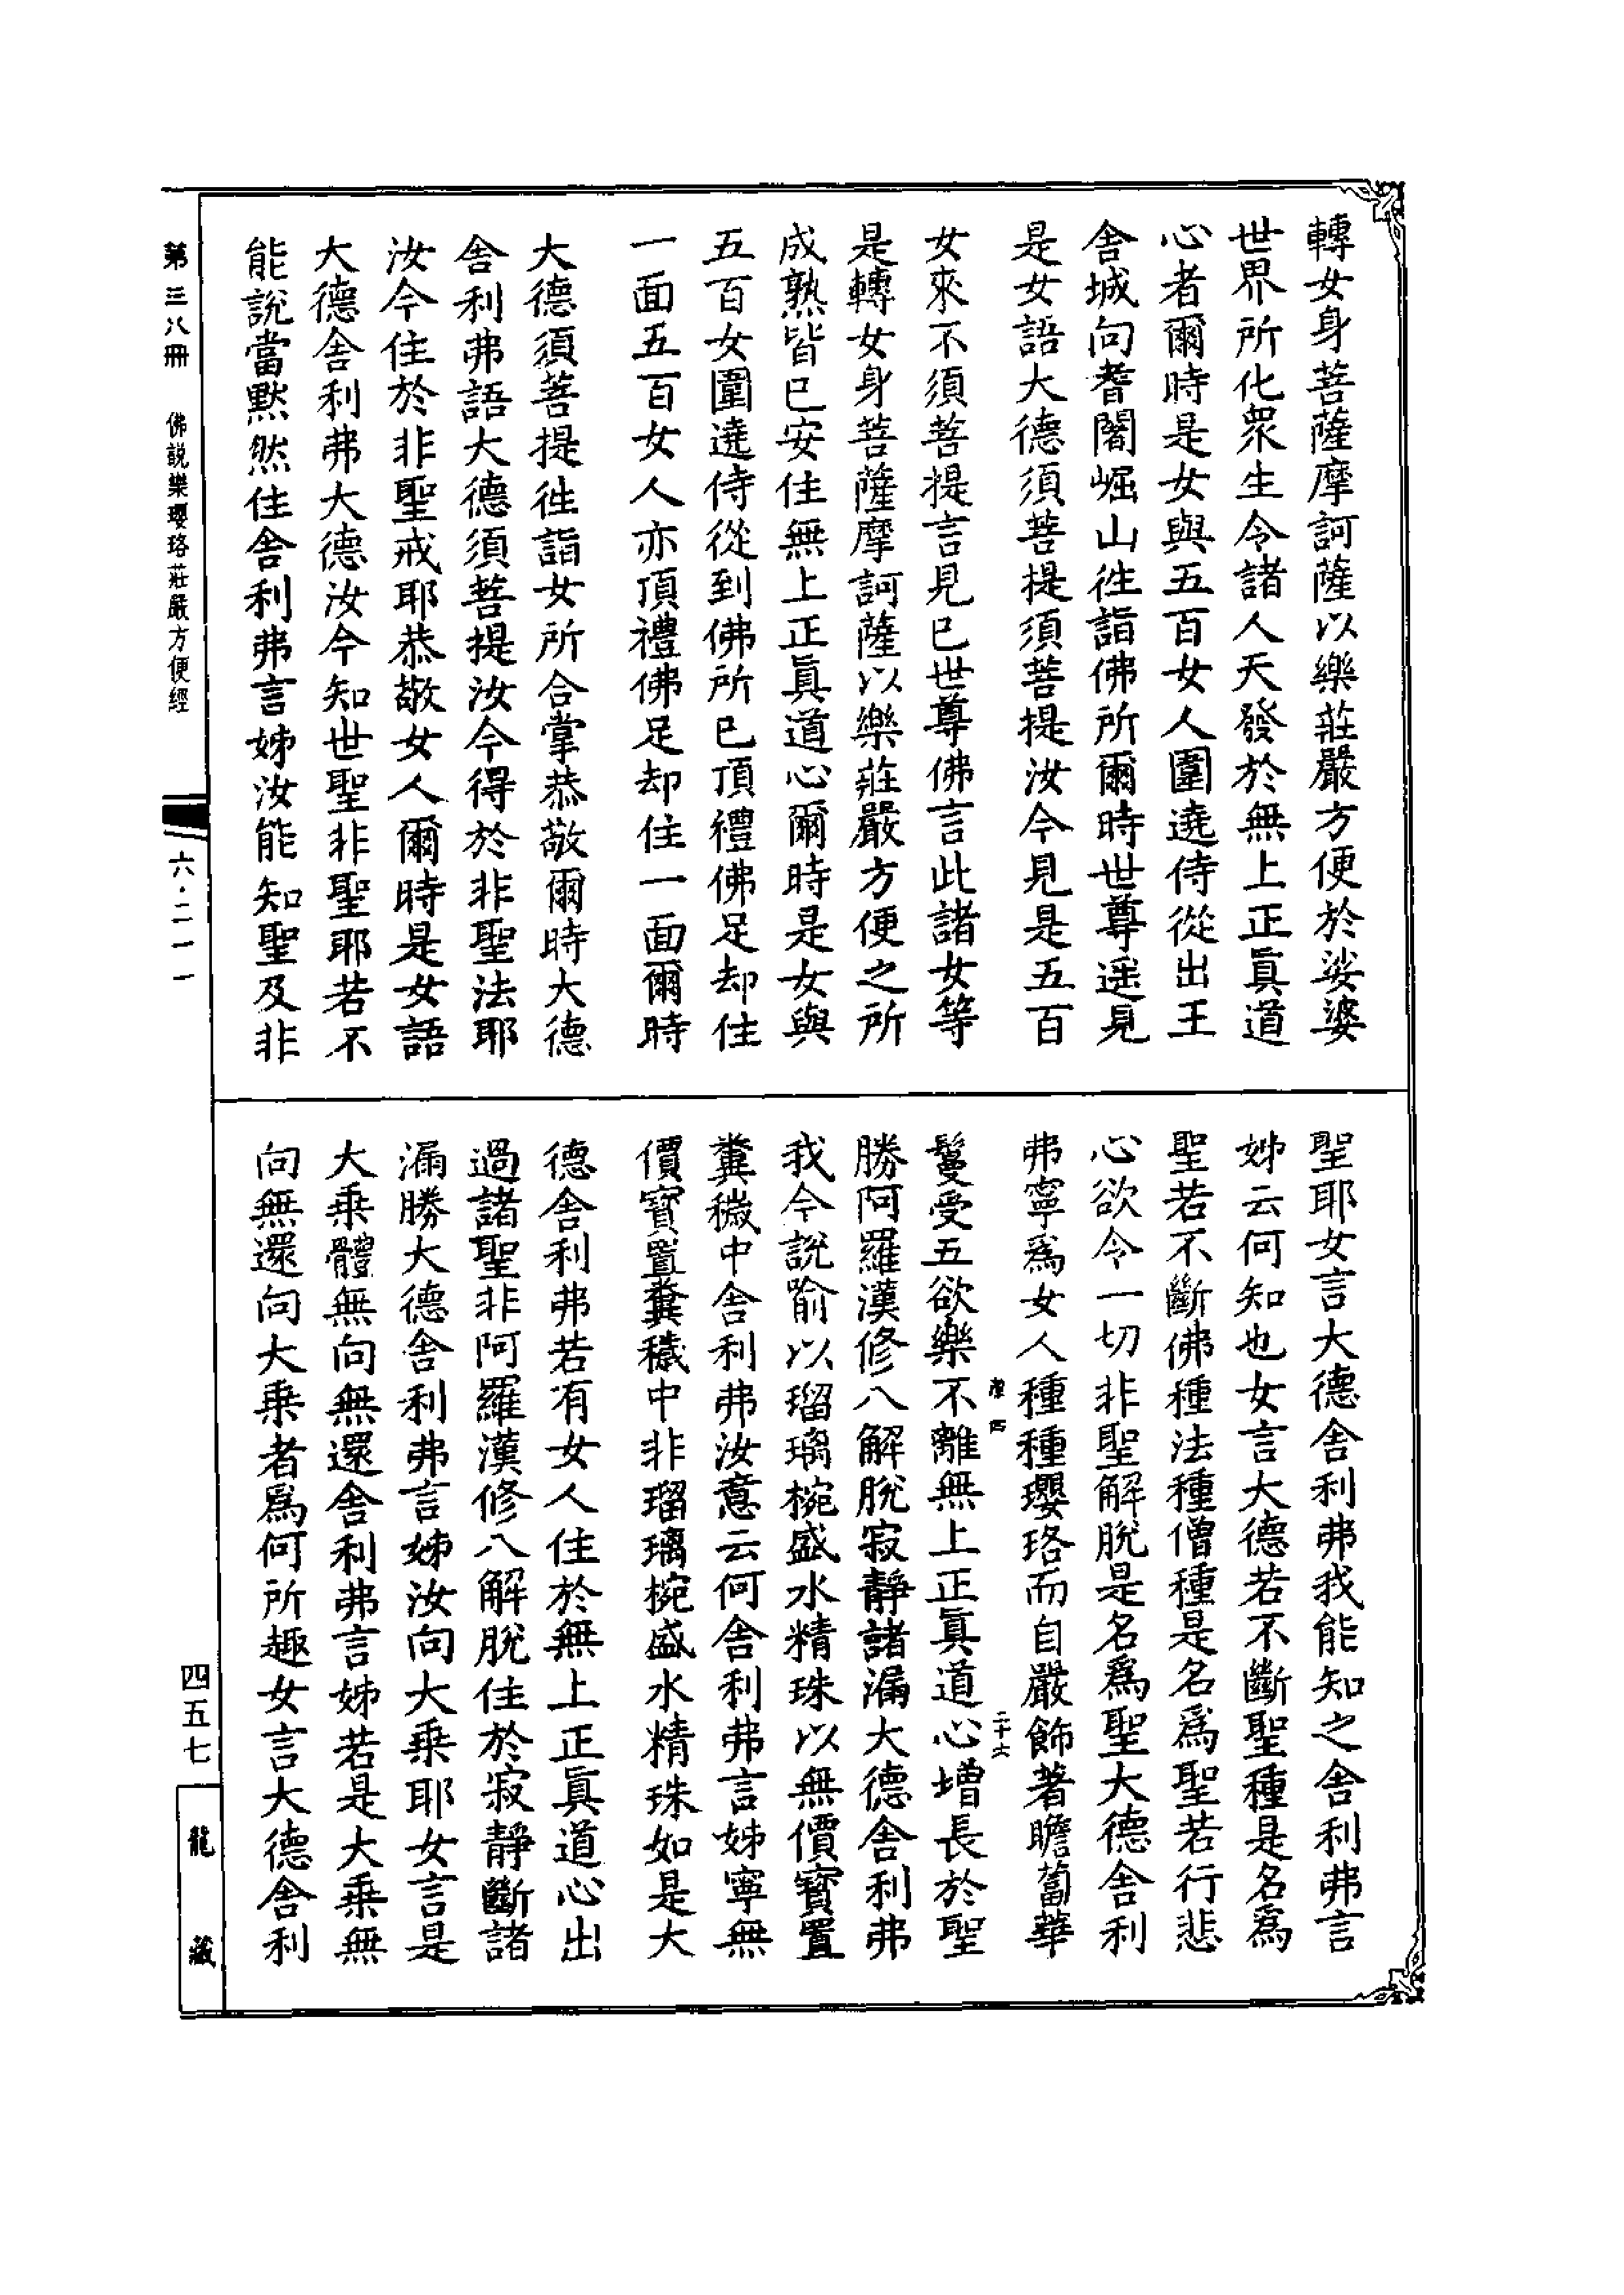 轉女身菩薩摩訶薩以樂莊嚴方便於娑婆
世界所化眾生令諸人天發於無上正真道
心者爾時是女與五百女人圍遶侍從出王
舍城向耆闍崛山徃詣佛所爾時世尊遥見
是女語大德須菩提須菩提汝今見是五百
女來不須菩提言見巳世尊佛言此諸女等
是轉女身菩薩摩訶薩以樂莊嚴方便之所
成熟皆巳安住無上正真道心爾時是女與
五百女圍遶侍從到佛所巳頂禮佛足却住
一面五百女人亦頂禮佛足却住一面爾時
大德須菩提徃詣女所合掌恭敬爾時大德
舍利弗語大德須菩提汝今得於非聖法耶
汝今住於非聖戒耶恭敬女人爾時是女語
大德舍利弗大德汝今知世聖非聖耶若不
能說當默然住舍利弗言姊汝能知聖及非
聖耶女言大德舍利弗我能知之舍利弗言
姊云何知也女言大德若不斷聖種是名為
聖若不斷佛種法種僧種是名為聖若行悲
心欲令一切非聖解脫是名為聖大德舍利
弗寧為女人種種瓔珞而自嚴飾著瞻蔔華
鬘受五欲樂不離無上正真道心增長於聖
勝阿羅漢修八解脫寂靜諸漏大德舍利弗
我今說喻以瑠璃椀盛水精珠以無價寶置
糞穢中舍利弗汝意云何舍利弗言姊寧無
價寶置糞穢中非瑠璃椀盛水精珠如是大
德舍利弗若有女人住於無上正真道心出
過諸聖非阿羅漢修八解脫住於寂靜斷諸
漏勝大德舍利弗言姊汝向大乘耶女言是
大乘體無向無還舍利弗言姊若是大乘無
向無還向大乘者為何所趣女言大德舍利
二十六
第三八冊 佛說樂瓔珞莊嚴方便經
六·二一一
四五七
龍藏